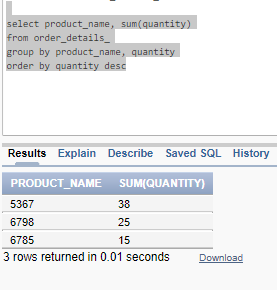 select product_name, sum(quantity)
from order_details_
group by product_name, quantity
order by quantity desc
Results Explain Describe Saved SQL History
PRODUCT_NAME SUM(QUANTITY)
5367 38
6798 25
6785 15
3 rows returned in 0.01 seconds Download